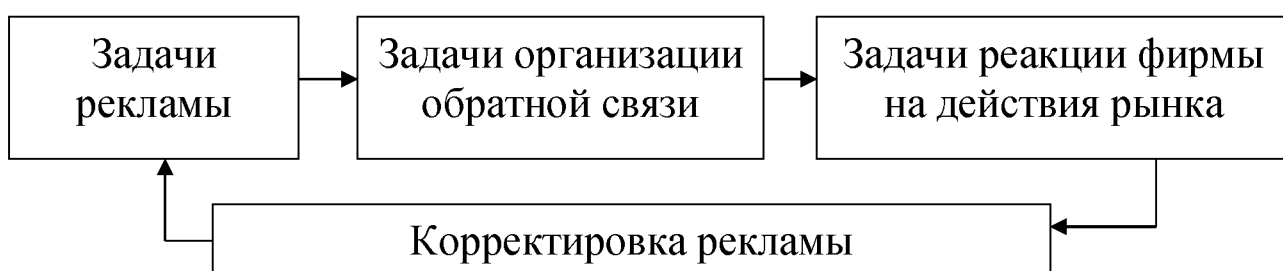 Задачи
рекламы
Задачи организации
обратной связи
Задачи реакции фирмы
на действия рынка
Корректировка рекламы